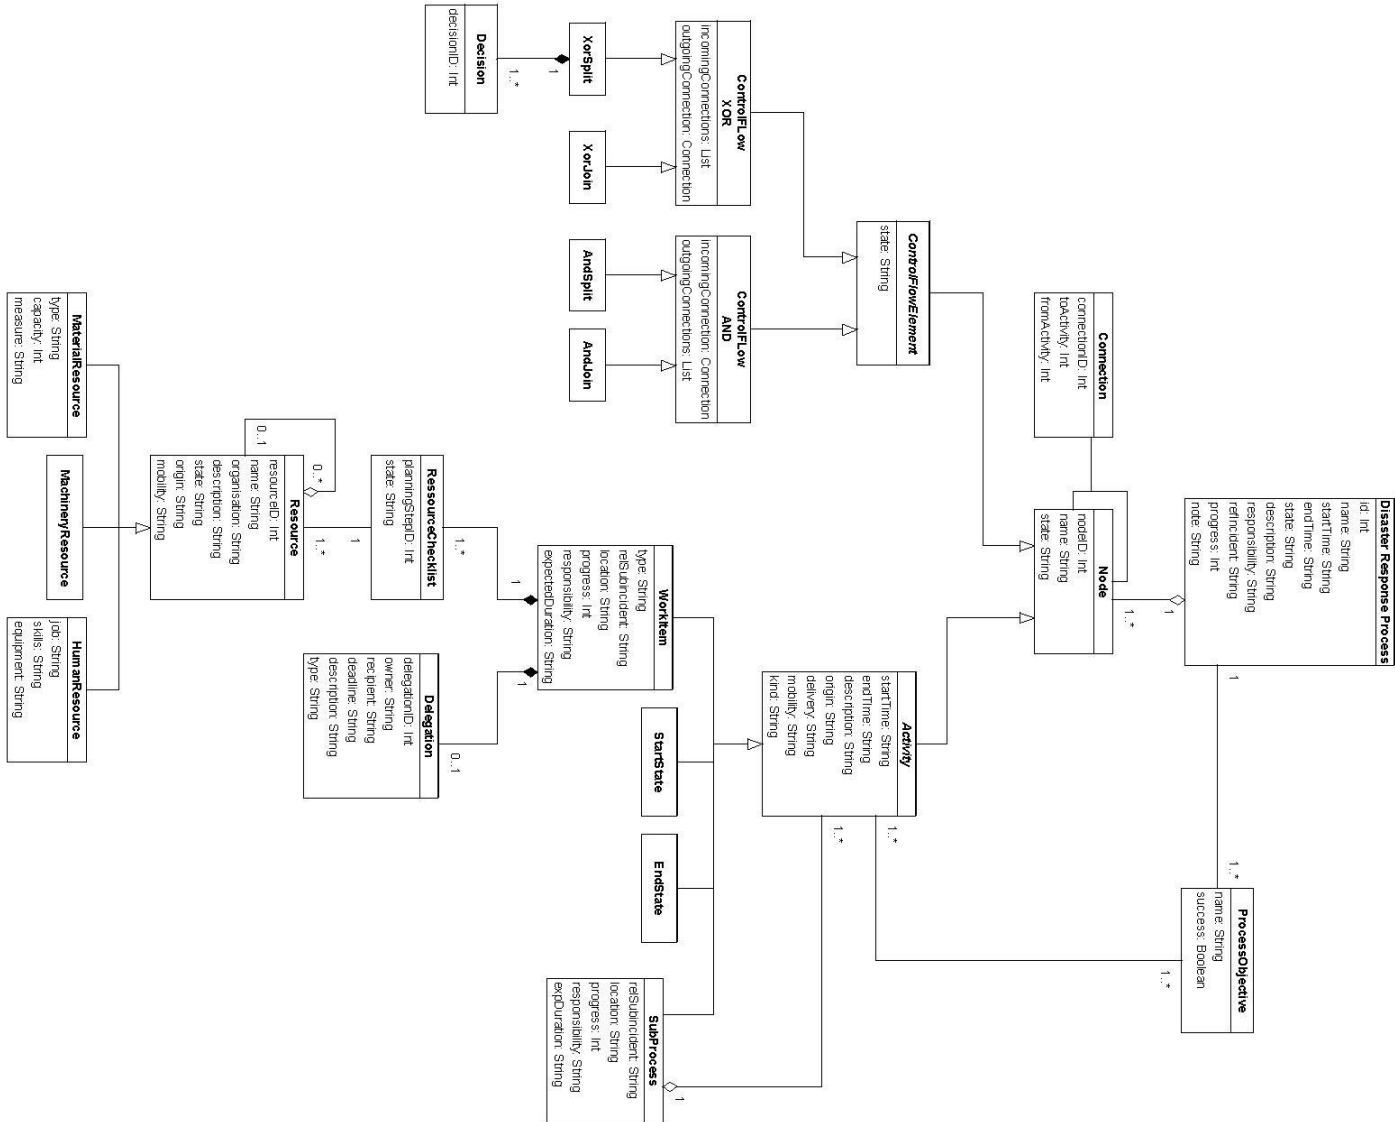 Disaster Response Process
id: Int
name: String
startTime: String
endTime: String
state: String
description: String
responsibility: String
refIncident: String
progress: Int
note: String
1
1
1..*
1..*
ProcessObjective
name: String
success: Boolean
1..*
Connection
connectionID: Int
toActivity: Int
fromActivity: Int
Node
nodeID: Int
name: String
state: String
ControlFlowElement
state: String
Activity
startTime: String
endTime: String
description: String
origin: String
delivery: String
mobility: String
kind: String
1..*
1..*
ControlFLow
XOR
incomingConnections: List
outgoingConnection: Connection
ControlFLow
AND
incomingConnection: Connection
outgoingConnections: List
XorSplit
XorJoin
AndSplit
AndJoin
1
1..*
Decision
decisionID: Int
WorkItem
type: String
relSubincident: String
location: String
progress: Int
responsibility: String
expectedDuration: String
StartState
EndState
SubProcess
relSubincident: String
location: String
progress: Int
responsibility: String
expDuration: String
1
1
1
1..*
0..1
RessourceChecklist
planningStepID: Int
state: String
Delegation
delegationID: Int
owner: String
recipient: String
deadline: String
description: String
type: String
1
1..*
0..*
0..1
Resource
resourceID: Int
name: String
organisation: String
description: String
state: String
origin: String
mobility: String
MaterialResource
type: String
capacity: Int
measure: String
MachineryResource
HumanResource
job: String
skills: String
equipment: String